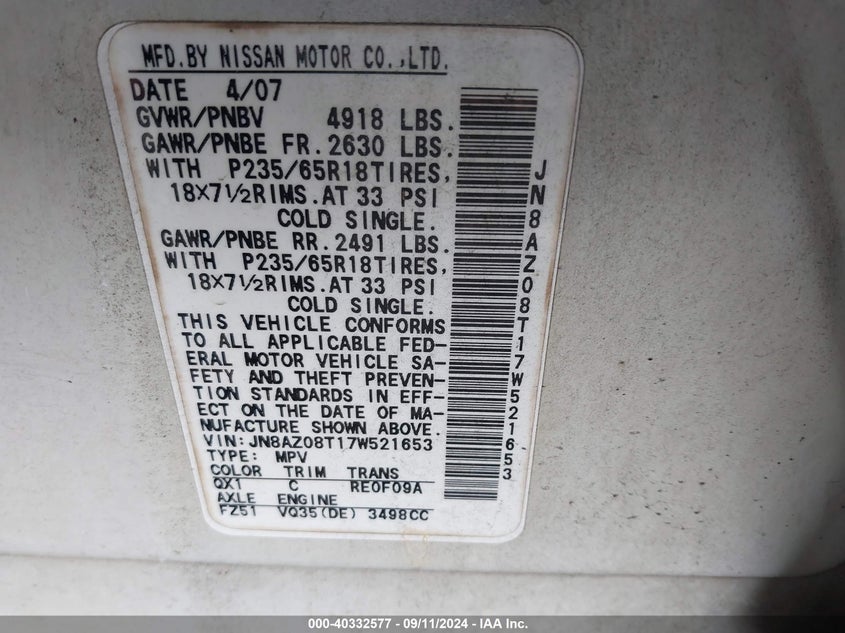 MFD.BY NISSAN MOTOR CO.,LTD.
DATE 4/07
GVWR/PNBV 4918 LBS.
GAWR/PNBE FR. 2630 LBS.
WITH P235/65R18TIRES,
18X7½RIMS.AT 33 PSI
COLD SINGLE.
GAWR/PNBE RR. 2491 LBS.
WITH P235/65R18TIRES,
18X7½RIMS.AT 33 PSI
COLD SINGLE.
THIS VEHICLE CONFORMS
TO ALL APPLICABLE FED-
ERAL MOTOR VEHICLE SA-
FETY AND THEFT PREVEN-
TION STANDARDS IN EFF-
ECT ON THE DATE OF MA-
NUFACTURE SHOWN ABOVE.
VIN: JN8AZ08T17W521653
TYPE: MPV
COLOR TRIM TRANS
QX1 C RE0F09A
AXLE ENGINE
FZ51 VQ35(DE) 3498CC
JN8AZ08T17W521653
000-40332577 - 09/11/2024 - IAA Inc.